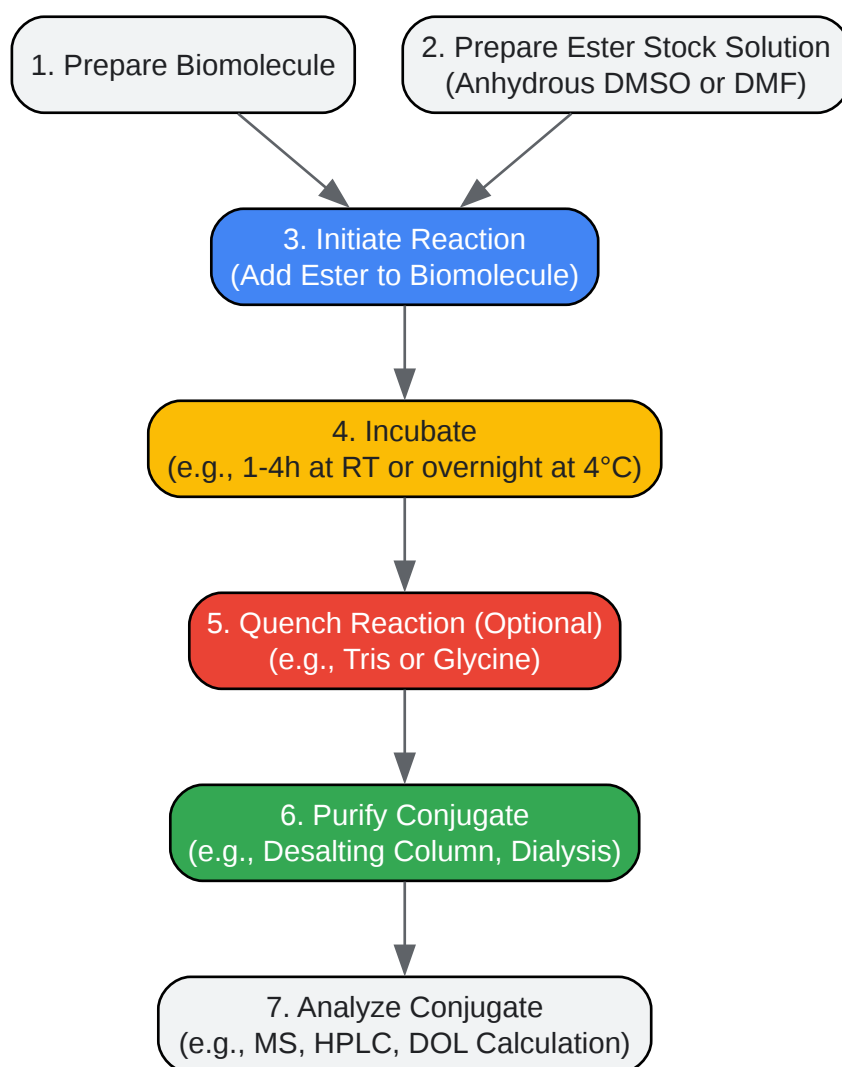 1. Prepare Biomolecule
2. Prepare Ester Stock Solution
(Anhydrous DMSO or DMF)
3. Initiate Reaction
(Add Ester to Biomolecule)
4. Incubate
(e.g., 1-4h at RT or overnight at 4°C)
5. Quench Reaction (Optional)
(e.g., Tris or Glycine)
6. Purify Conjugate
(e.g., Desalting Column, Dialysis)
7. Analyze Conjugate
(e.g., MS, HPLC, DOL Calculation)